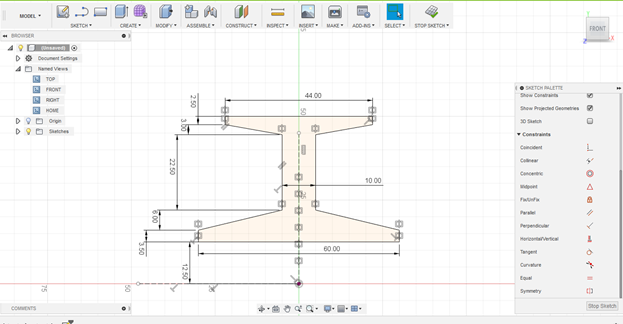 MODEL
SKETCH
CREATE
MODIFY
ASSEMBLE
CONSTRUCT
INSPECT
INSERT
MAKE
ADD-INS
SELECT
STOP SKETCH
FRONT
BROWSER
(Unsaved)
Document Settings
Named Views
TOP
FRONT
RIGHT
HOME
Origin
Sketches
44.00
2.50
3.00
50
22.50
10.00
6.00
3.50
60.00
12.50
75
50
SKETCH PALETTE
Show Constraints
Show Projected Geometries
3D Sketch
Constraints
Coincident
Collinear
Concentric
Midpoint
Fix/UnFix
Parallel
Perpendicular
Horizontal/Vertical
Tangent
Curvature
Equal
Symmetry
Stop Sketch
COMMENTS